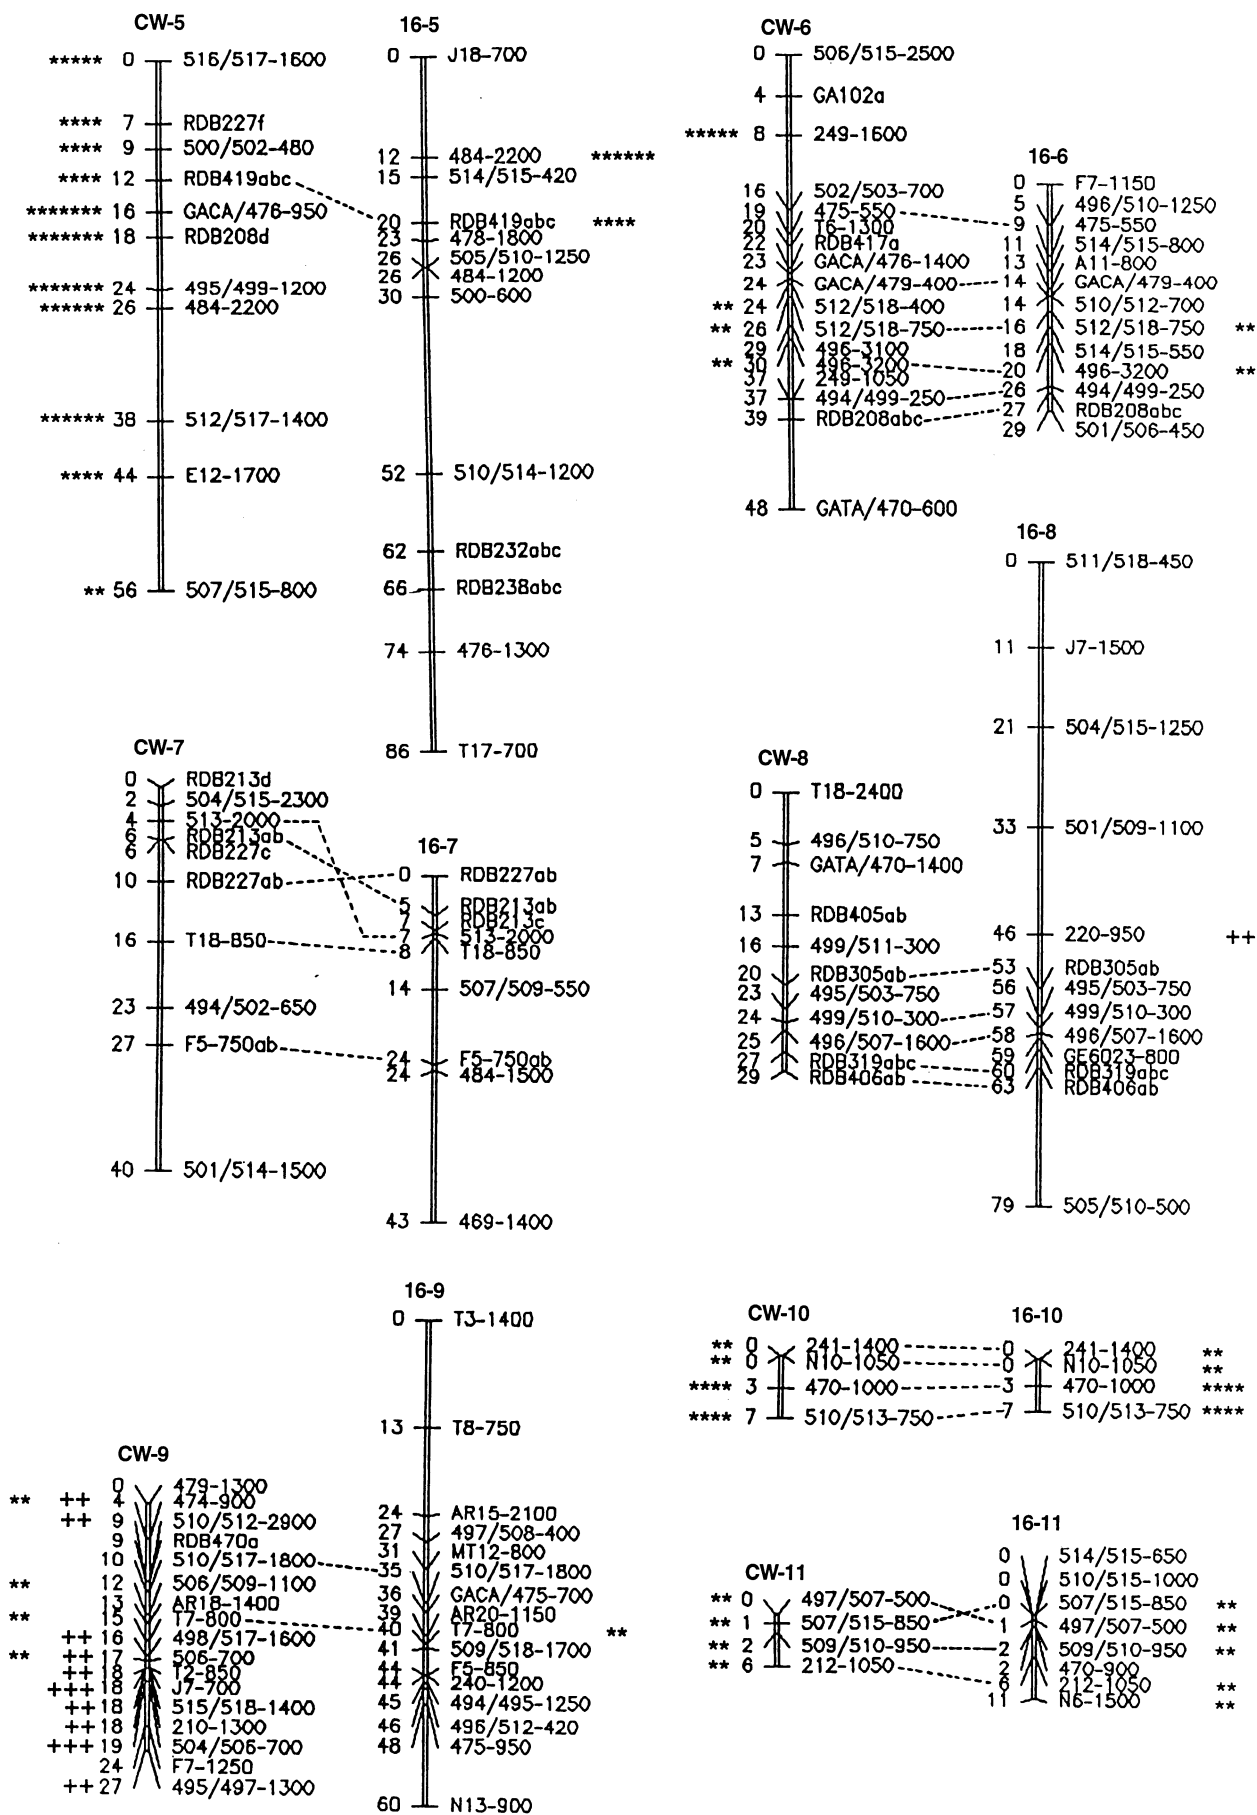 CW-5
***** 0 516/517-1600
**** 7 RDB227f
**** 9 500/502-480
**** 12 RDB419abc
******* 16 GACA/476-950
******* 18 RDB208d
******* 24 495/499-1200
****** 26 484-2200
****** 38 512/517-1400
**** 44 E12-1700
** 56 507/515-800
16-5
0 J18-700
12 484-2200 ******
15 514/515-420
20 RDB419abc ****
23 478-1800
26 505/510-1250
26 484-1200
30 500-600
52 510/514-1200
62 RDB232abc
66 RDB238abc
74 476-1300
86 T17-700
CW-6
0 506/515-2500
4 GA102a
***** 8 249-1600
16 502/503-700
19 475-550
20 T6-1300
22 RDB417a
23 GACA/476-1400
24 GACA/479-400
** 24 512/518-400
** 26 512/518-750
29 496-3100
** 30 496-3200
37 249-1050
37 494/499-250
39 RDB208abc
48 GATA/470-600
16-6
0 F7-1150
5 496/510-1250
9 475-550
11 514/515-800
13 A11-800
14 GACA/479-400
14 510/512-700
16 512/518-750 **
18 514/515-550
20 496-3200 **
26 494/499-250
27 RDB208abc
29 501/506-450
CW-7
0 RDB213d
2 504/515-2300
4 513-2000
6 RDB213ab
6 RDB227c
10 RDB227ab
16 T18-850
23 494/502-650
27 F5-750ab
40 501/514-1500
16-7
0 RDB227ab
5 RDB213ab
7 RDB213c
7 513-2000
8 T18-850
14 507/509-550
24 F5-750ab
24 484-1500
43 469-1400
CW-8
0 T18-2400
5 496/510-750
7 GATA/470-1400
13 RDB405ab
16 499/511-300
20 RDB305ab
23 495/503-750
24 499/510-300
25 496/507-1600
27 RDB319abc
29 RDB406ab
16-8
0 511/518-450
11 J7-1500
21 504/515-1250
33 501/509-1100
46 220-950 ++
53 RDB305ab
56 495/503-750
57 499/510-300
58 496/507-1600
59 GE6023-800
60 RDB319abc
63 RDB406ab
79 505/510-500
CW-9
0 479-1300
** ++ 4 474-900
++ 9 510/512-2900
9 RDB470a
10 510/517-1800
** 12 506/509-1100
13 AR18-1400
** 15 T7-800
++ 16 498/517-1600
** ++ 17 506-700
++ 18 T2-850
+++ 18 J7-700
++ 18 515/518-1400
++ 18 210-1300
+++ 19 504/506-700
24 F7-1250
++ 27 495/497-1300
16-9
0 T3-1400
13 T8-750
24 AR15-2100
27 497/508-400
31 MT12-800
35 510/517-1800
36 GACA/475-700
39 AR20-1150
40 T7-800 **
41 509/518-1700
44 F5-850
44 240-1200
45 494/495-1250
46 496/512-420
48 475-950
60 N13-900
CW-10
** 0 241-1400
** 0 N10-1050
**** 3 470-1000
**** 7 510/513-750
16-10
0 241-1400 **
0 N10-1050 **
3 470-1000 ****
7 510/513-750 ****
CW-11
** 0 497/507-500
** 1 507/515-850
** 2 509/510-950
** 6 212-1050
16-11
0 514/515-650
0 510/515-1000
0 507/515-850 **
1 497/507-500 **
2 509/510-950 **
2 470-900
6 212-1050 **
11 N6-1500 **